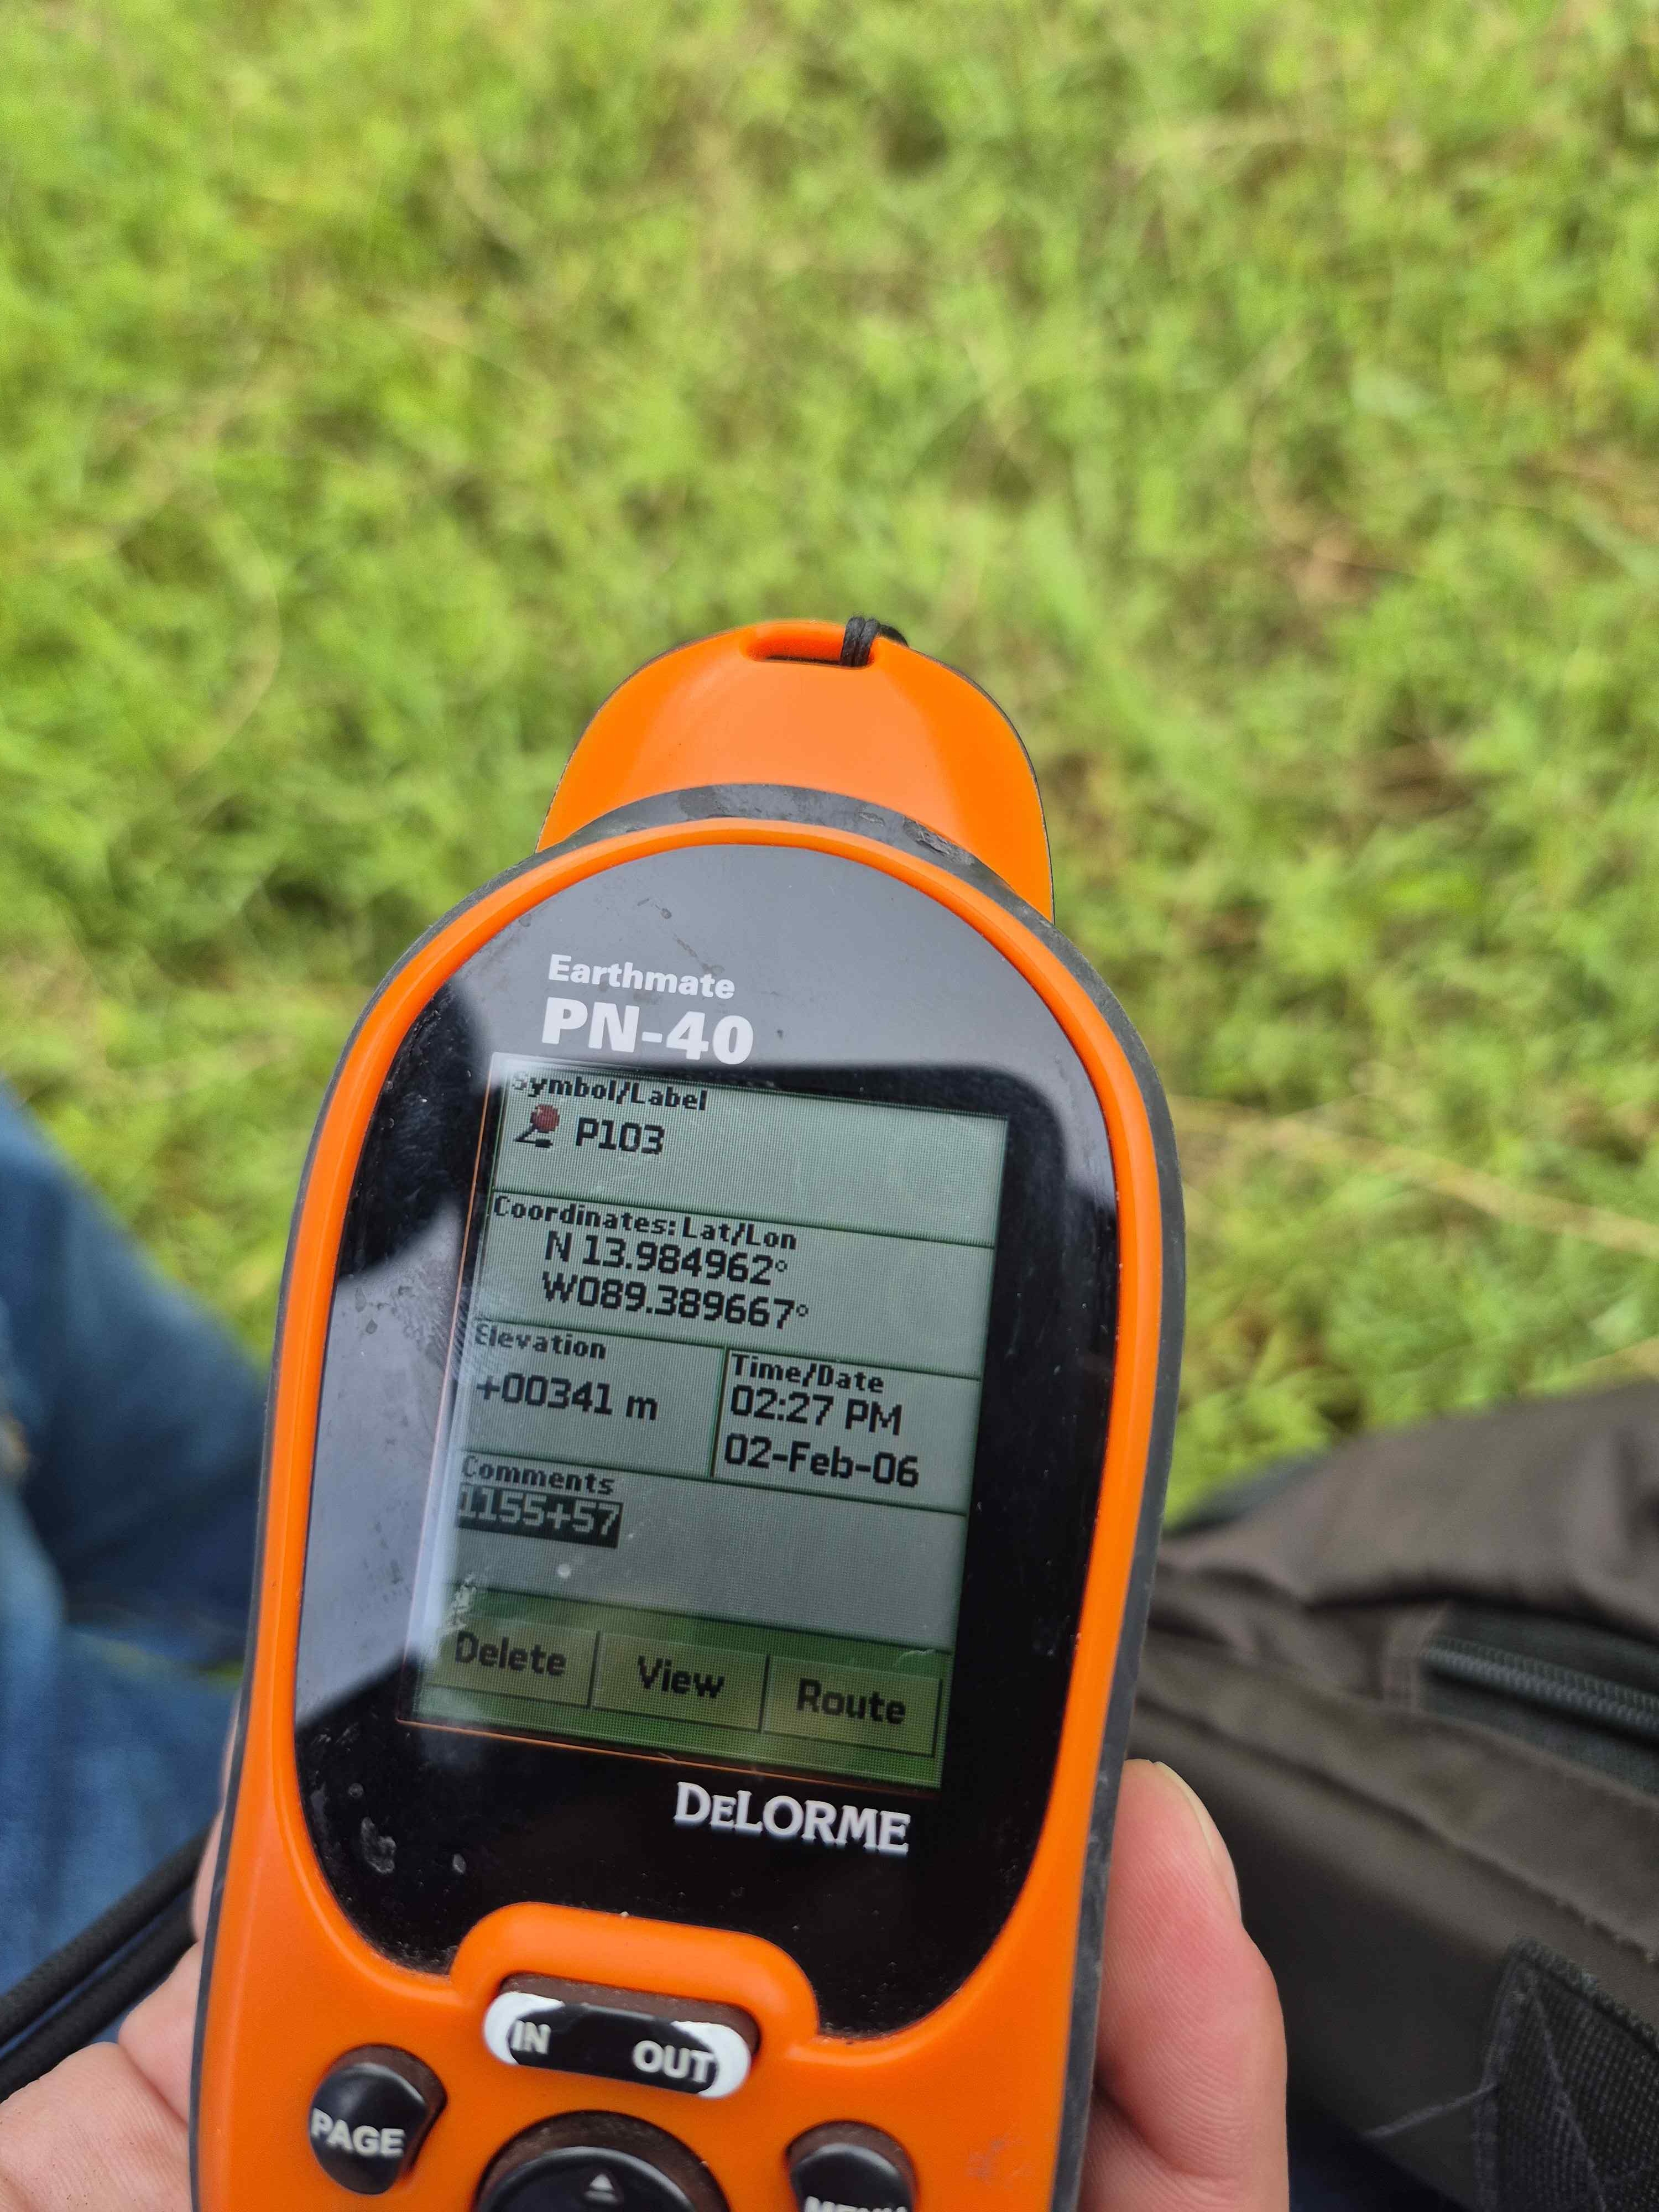 Earthmate
PN-40
Symbol/Label
P103
Coordinates: Lat/Lon
N 13.984962°
W089.389667°
Elevation
+00341 m
Time/Date
02:27 PM
02-Feb-06
Comments
1155+57
Delete View Route
DELORME
IN OUT
PAGE
MENU